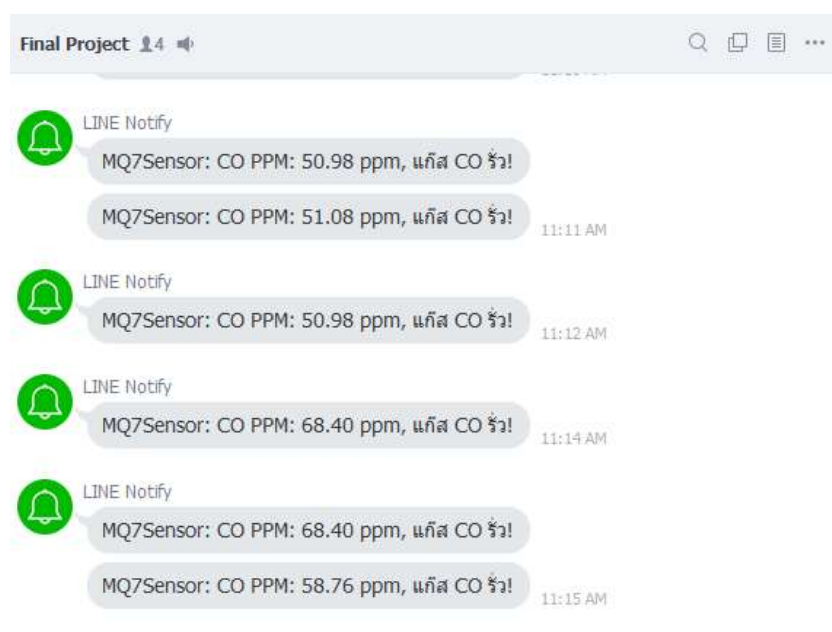 Final Project 4
LINE Notify
MQ7Sensor: CO PPM: 50.98 ppm, แก๊ส CO รั่ว!
MQ7Sensor: CO PPM: 51.08 ppm, แก๊ส CO รั่ว!
11:11 AM
LINE Notify
MQ7Sensor: CO PPM: 50.98 ppm, แก๊ส CO รั่ว!
11:12 AM
LINE Notify
MQ7Sensor: CO PPM: 68.40 ppm, แก๊ส CO รั่ว!
11:14 AM
LINE Notify
MQ7Sensor: CO PPM: 68.40 ppm, แก๊ส CO รั่ว!
MQ7Sensor: CO PPM: 58.76 ppm, แก๊ส CO รั่ว!
11:15 AM